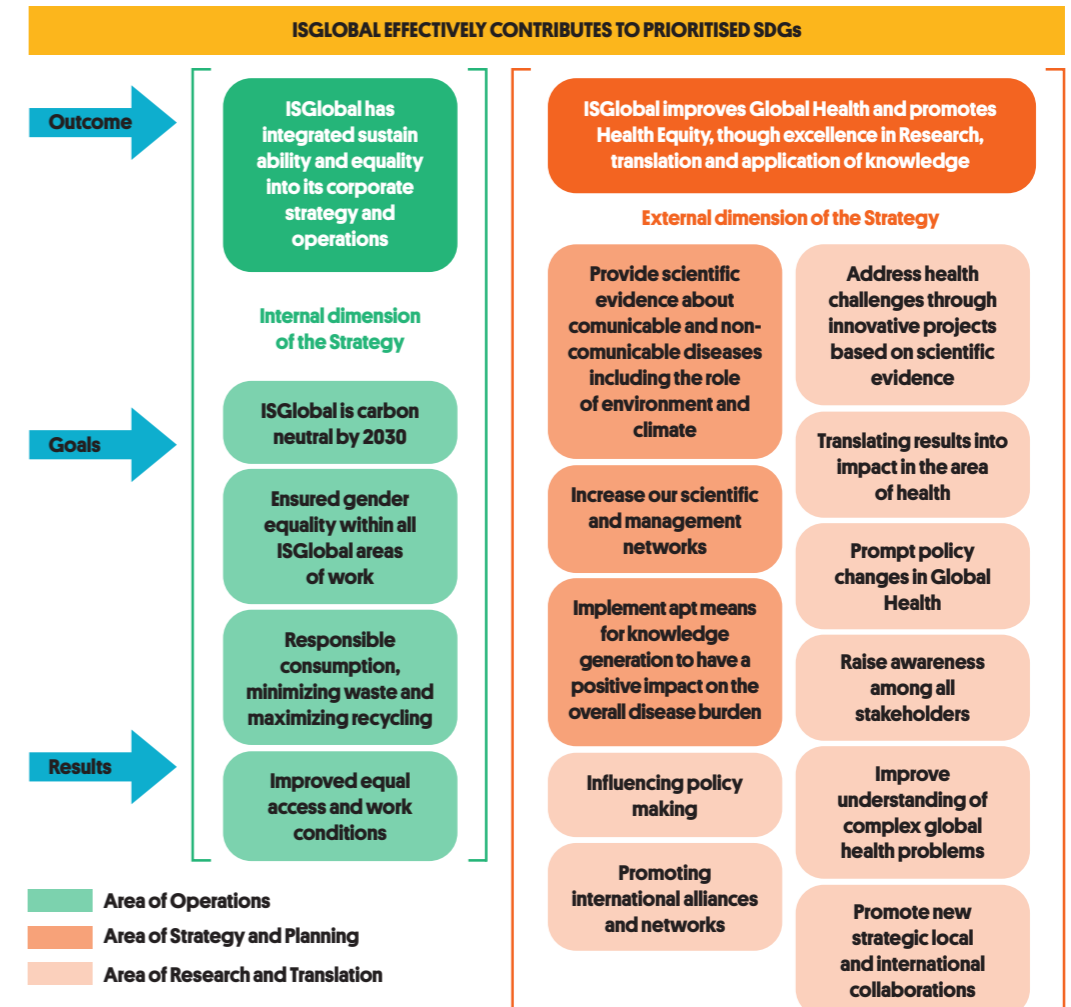 ISGLOBAL EFFECTIVELY CONTRIBUTES TO PRIORITISED SDGs
Outcome
ISGlobal has
integrated sustain
ability and equality
into its corporate
strategy and
operations
Internal dimension
of the Strategy
Goals
ISGlobal is carbon
neutral by 2030
Ensured gender
equality within all
ISGlobal areas
of work
Responsible
consumption,
minimizing waste and
maximizing recycling
Results
Improved equal
access and work
conditions
ISGlobal improves Global Health and promotes
Health Equity, though excellence in Research,
translation and application of knowledge
External dimension of the Strategy
Provide scientific
evidence about
comunicable and non-
comunicable diseases
including the role
of environment and
climate
Increase our scientific
and management
networks
Implement apt means
for knowledge
generation to have a
positive impact on the
overall disease burden
Influencing policy
making
Promoting
international alliances
and networks
Address health
challenges through
innovative projects
based on scientific
evidence
Translating results into
impact in the area
of health
Prompt policy
changes in Global
Health
Raise awareness
among all
stakeholders
Improve
understanding of
complex global
health problems
Promote new
strategic local
and international
collaborations
Area of Operations
Area of Strategy and Planning
Area of Research and Translation